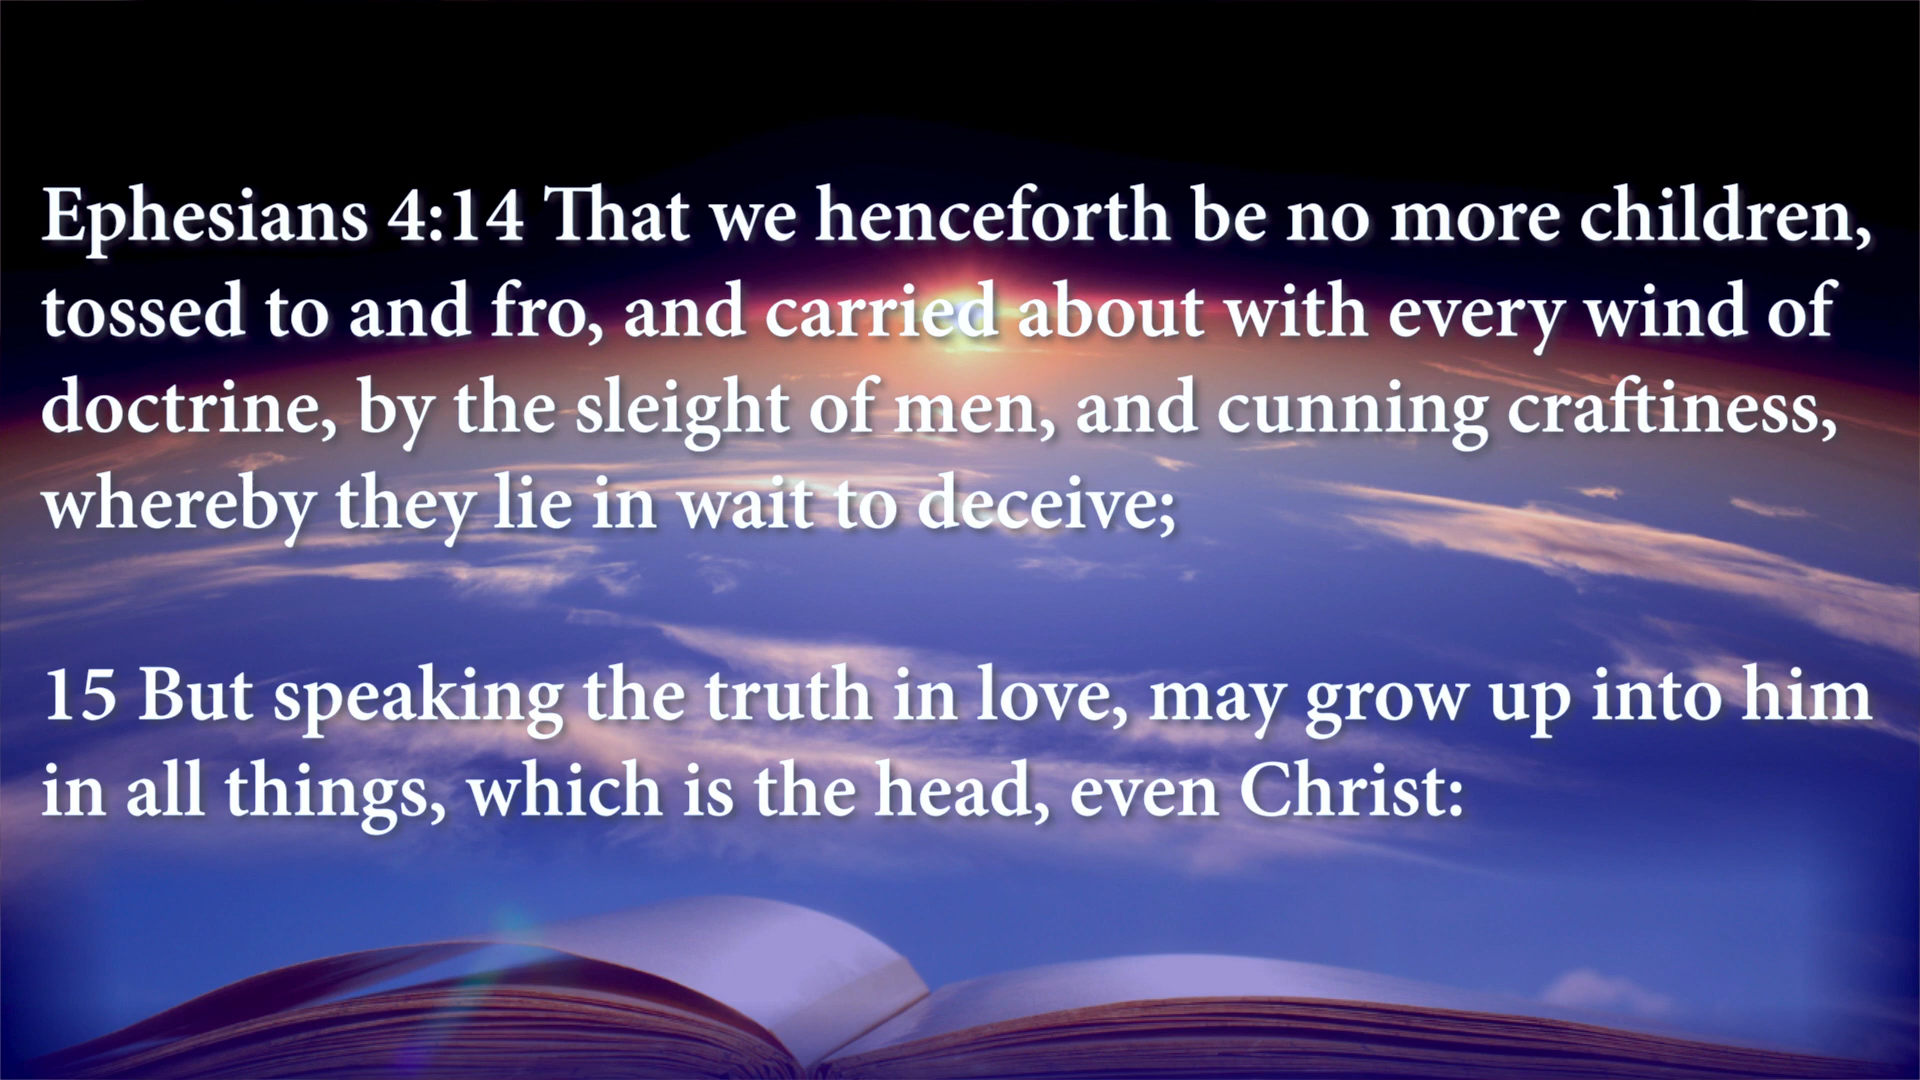 Ephesians 4:14 That we henceforth be no more children,
tossed to and fro, and carried about with every wind of
doctrine, by the sleight of men, and cunning craftiness,
whereby they lie in wait to deceive;
15 But speaking the truth in love, may grow up into him
in all things, which is the head, even Christ: